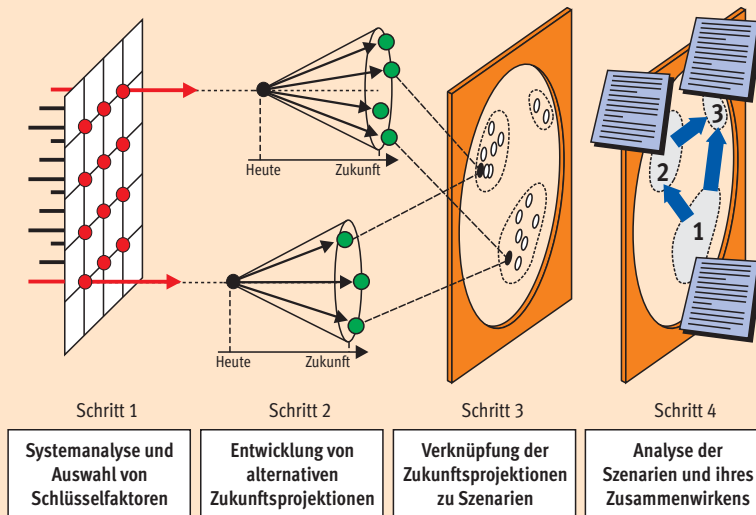 Heute
Zukunft
Heute
Zukunft
3
2
1
Schritt 1
Systemanalyse und
Auswahl von
Schlüsselfaktoren
Schritt 2
Entwicklung von
alternativen
Zukunftsprojektionen
Schritt 3
Verknüpfung der
Zukunftsprojektionen
zu Szenarien
Schritt 4
Analyse der
Szenarien und ihres
Zusammenwirkens